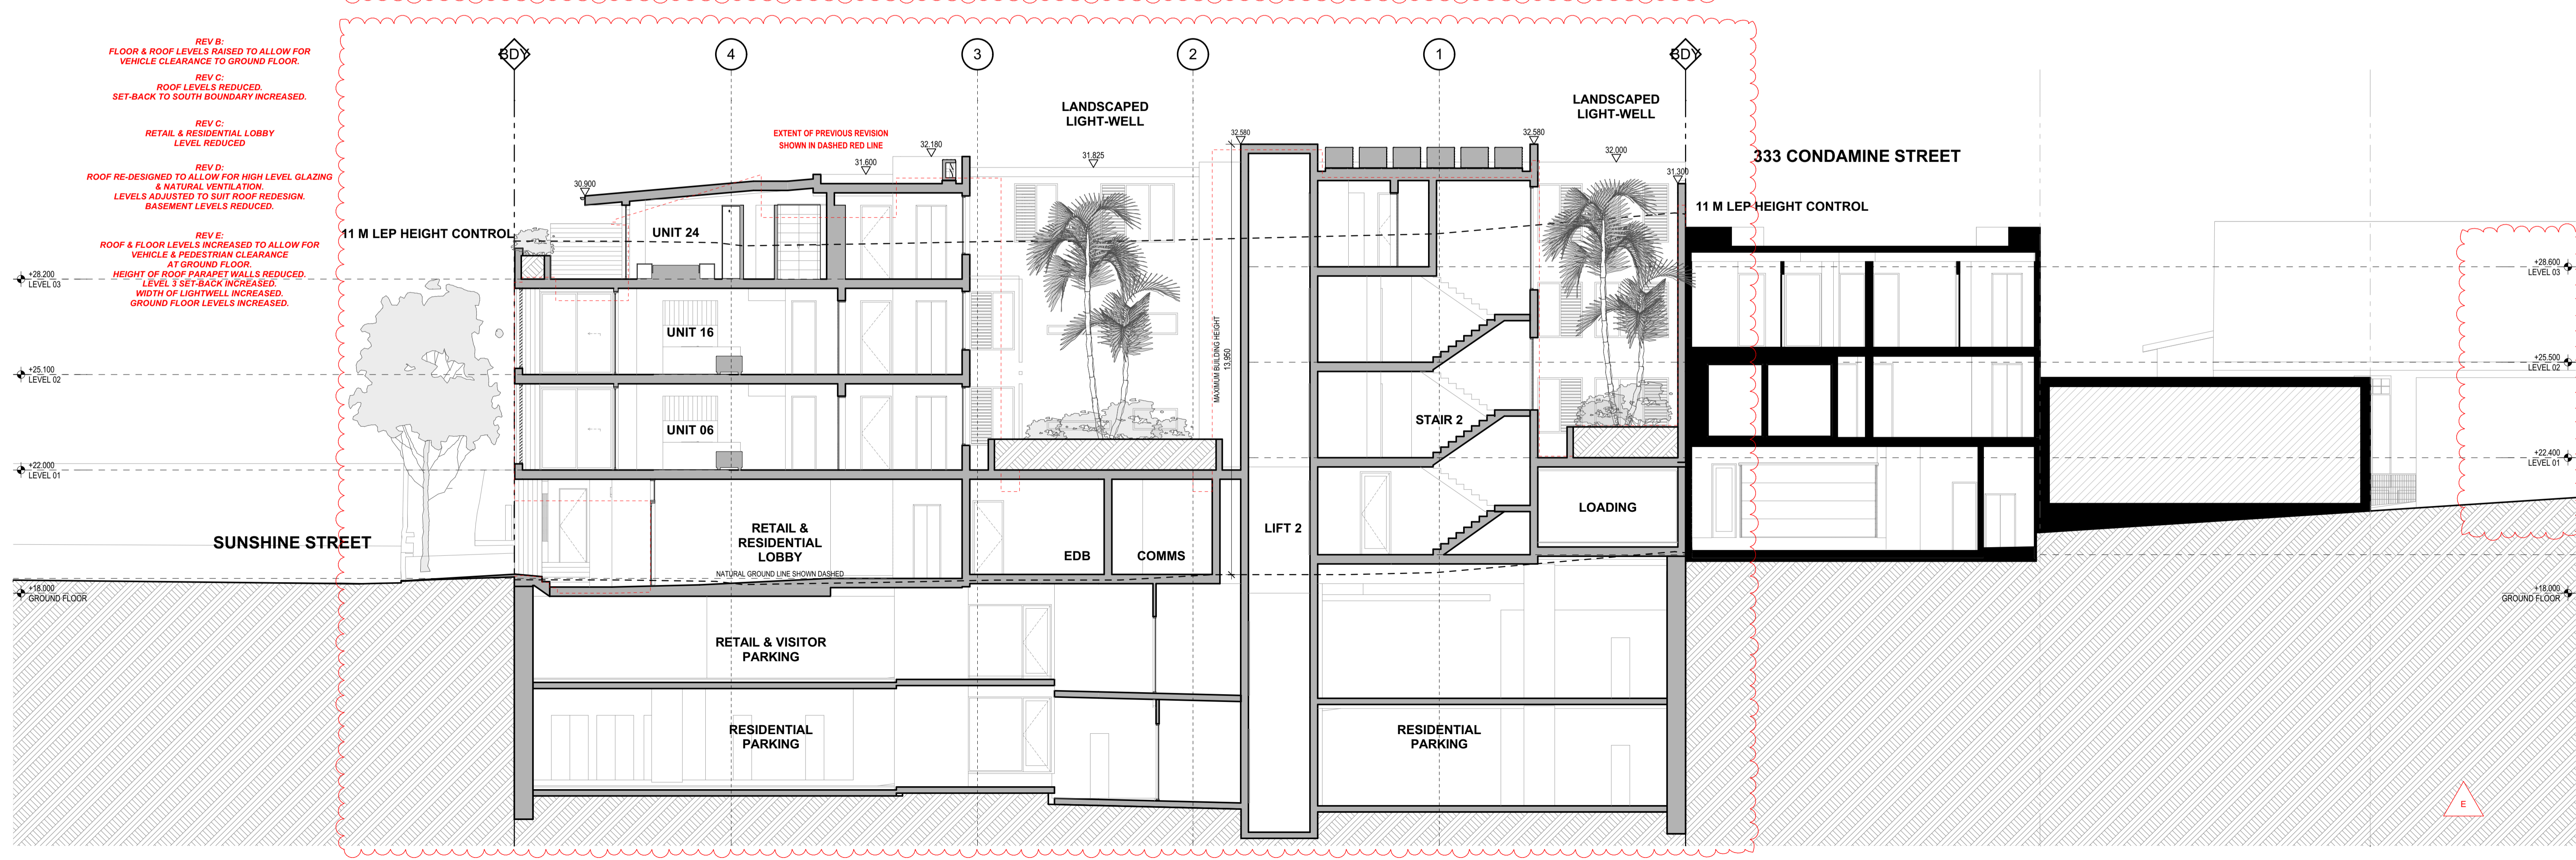 REV B:
FLOOR & ROOF LEVELS RAISED TO ALLOW FOR
VEHICLE CLEARANCE TO GROUND FLOOR.
REV C:
ROOF LEVELS REDUCED.
SET-BACK TO SOUTH BOUNDARY INCREASED.
REV C:
RETAIL & RESIDENTIAL LOBBY
LEVEL REDUCED
REV D:
ROOF RE-DESIGNED TO ALLOW FOR HIGH LEVEL GLAZING
& NATURAL VENTILATION.
LEVELS ADJUSTED TO SUIT ROOF REDESIGN.
BASEMENT LEVELS REDUCED.
REV E:
ROOF & FLOOR LEVELS INCREASED TO ALLOW FOR
VEHICLE & PEDESTRIAN CLEARANCE
AT GROUND FLOOR.
HEIGHT OF ROOF PARAPET WALLS REDUCED.
LEVEL 3 SET-BACK INCREASED.
WIDTH OF LIGHTWELL INCREASED.
GROUND FLOOR LEVELS INCREASED.
BDY
4
3
2
1
BDY
LANDSCAPED
LIGHT-WELL
LANDSCAPED
LIGHT-WELL
EXTENT OF PREVIOUS REVISION
SHOWN IN DASHED RED LINE
30.900
31.600
32.180
31.825
32.580
32.580
32.000
31.300
333 CONDAMINE STREET
11 M LEP HEIGHT CONTROL
11 M LEP HEIGHT CONTROL
UNIT 24
UNIT 16
UNIT 06
MAXIMUM BUILDING HEIGHT
13,950
STAIR 2
LIFT 2
LOADING
RETAIL &
RESIDENTIAL
LOBBY
EDB
COMMS
NATURAL GROUND LINE SHOWN DASHED
SUNSHINE STREET
RETAIL & VISITOR
PARKING
RESIDENTIAL
PARKING
RESIDENTIAL
PARKING
+28.200
LEVEL 03
+25.100
LEVEL 02
+22.000
LEVEL 01
+18.000
GROUND FLOOR
+28.600
LEVEL 03
+25.500
LEVEL 02
+22.400
LEVEL 01
+18.000
GROUND FLOOR
E